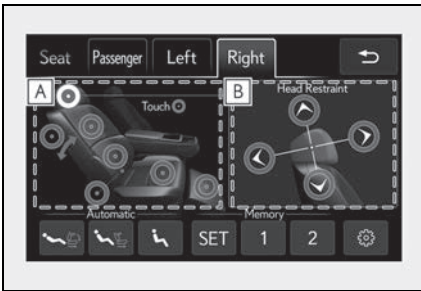 Seat Passenger Left Right
A B Head Restraint
Touch
Automatic Memory
SET 1 2